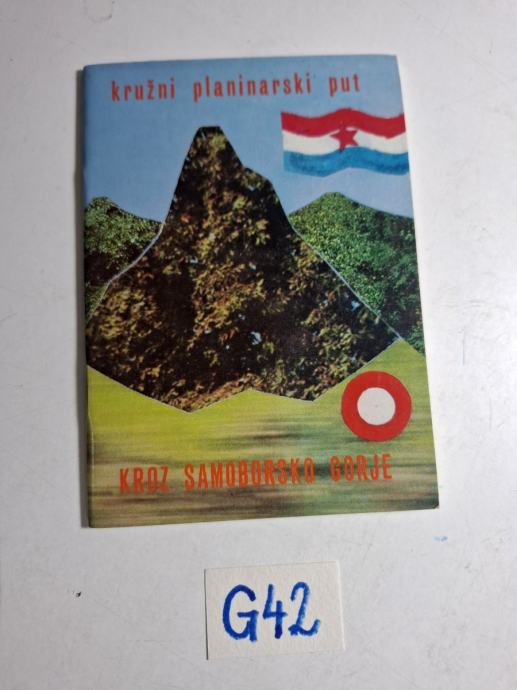 kružni planinarski put
KROZ SAMOBORSKO GORJE
G42